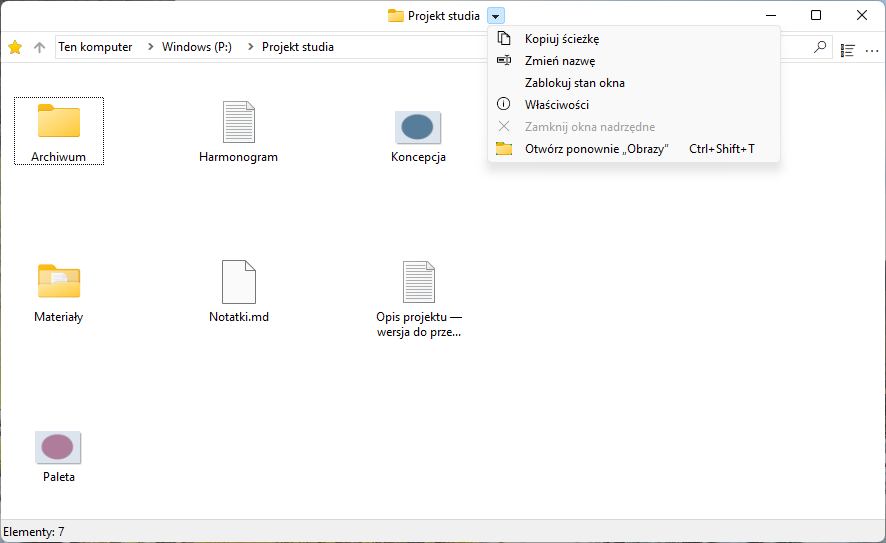 Projekt studia
Ten komputer > Windows (P:) > Projekt studia
Kopiuj ścieżkę
Zmień nazwę
Zablokuj stan okna
Właściwości
Zamknij okna nadrzędne
Otwórz ponownie „Obrazy” Ctrl+Shift+T
Archiwum
Harmonogram
Koncepcja
Materiały
Notatki.md
Opis projektu —
wersja do prze...
Paleta
Elementy: 7